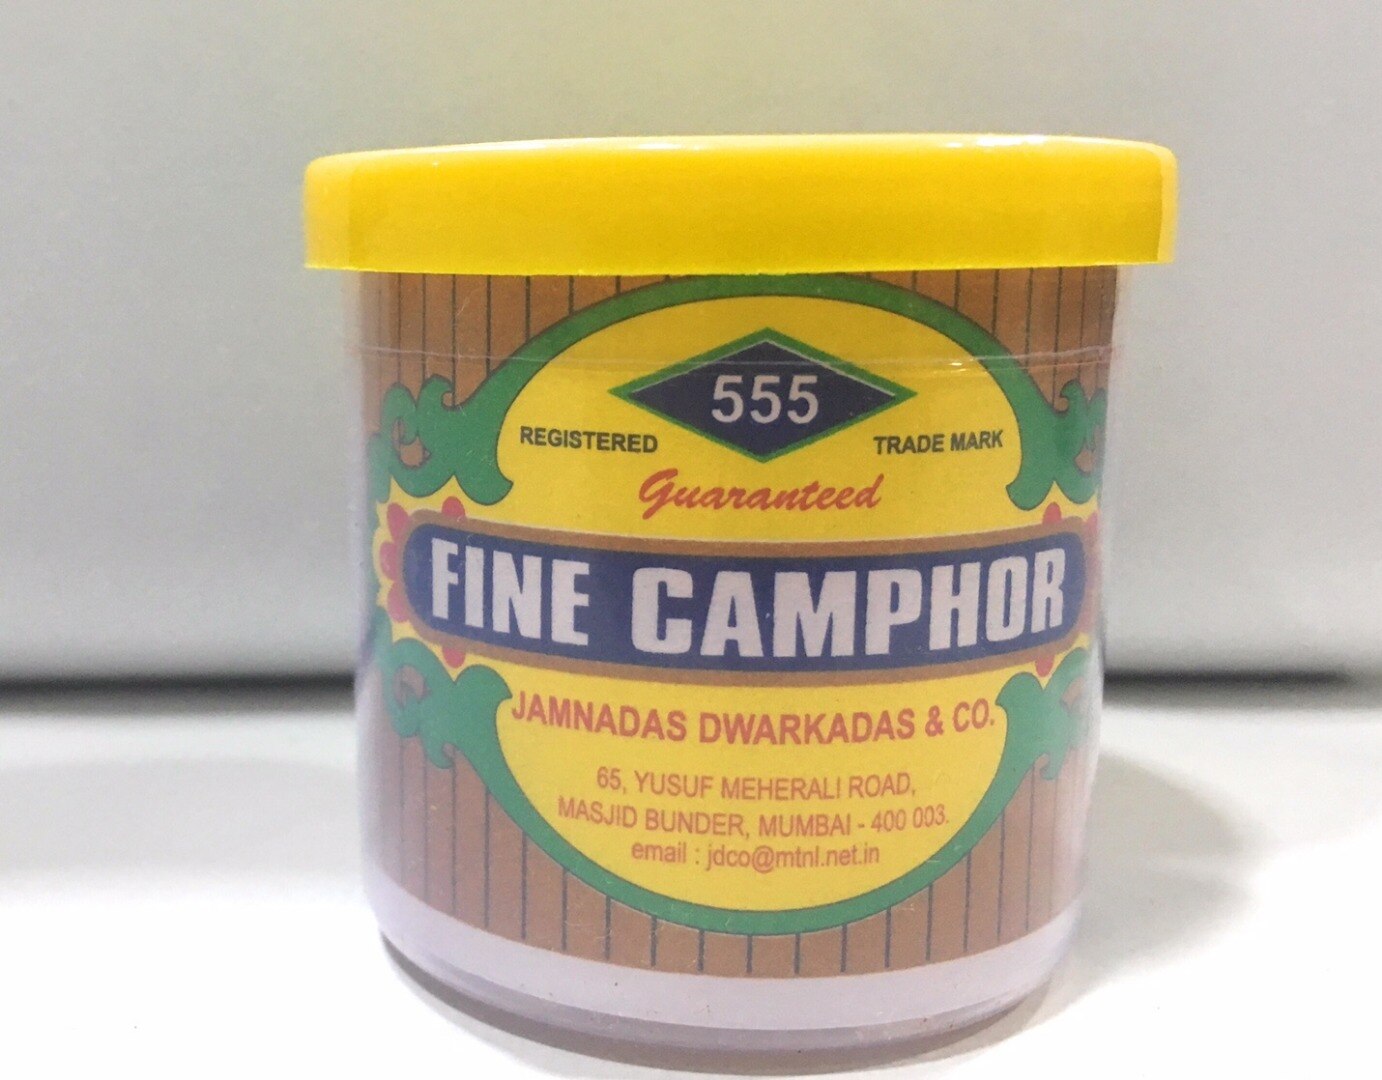 555
REGISTERED TRADE MARK
Guaranteed
FINE CAMPHOR
JAMNADAS DWARKADAS & CO.
65, YUSUF MEHERALI ROAD,
MASJID BUNDER, MUMBAI - 400 003.
email : jdco@mtnl.net.in